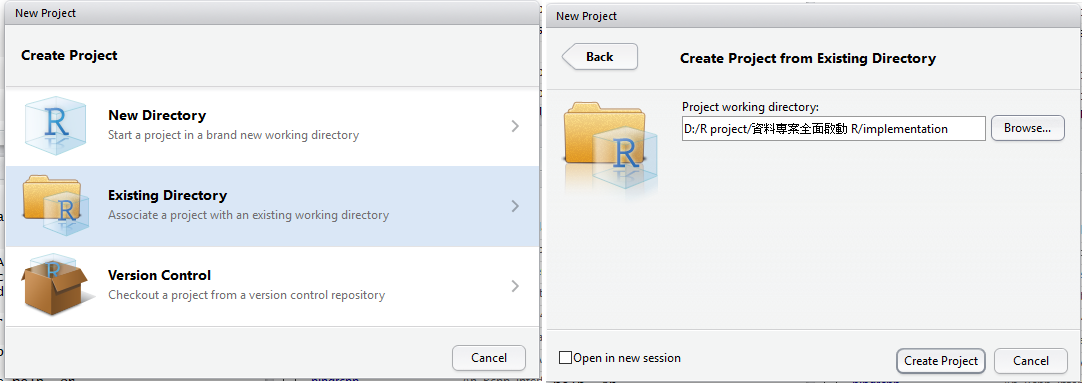 New Project
Create Project
New Directory
Start a project in a brand new working directory
Existing Directory
Associate a project with an existing working directory
Version Control
Checkout a project from a version control repository
Cancel
New Project
Back
Create Project from Existing Directory
Project working directory:
D:/R project/資料專案全面啟動 R/implementation
Browse...
Open in new session
Create Project
Cancel